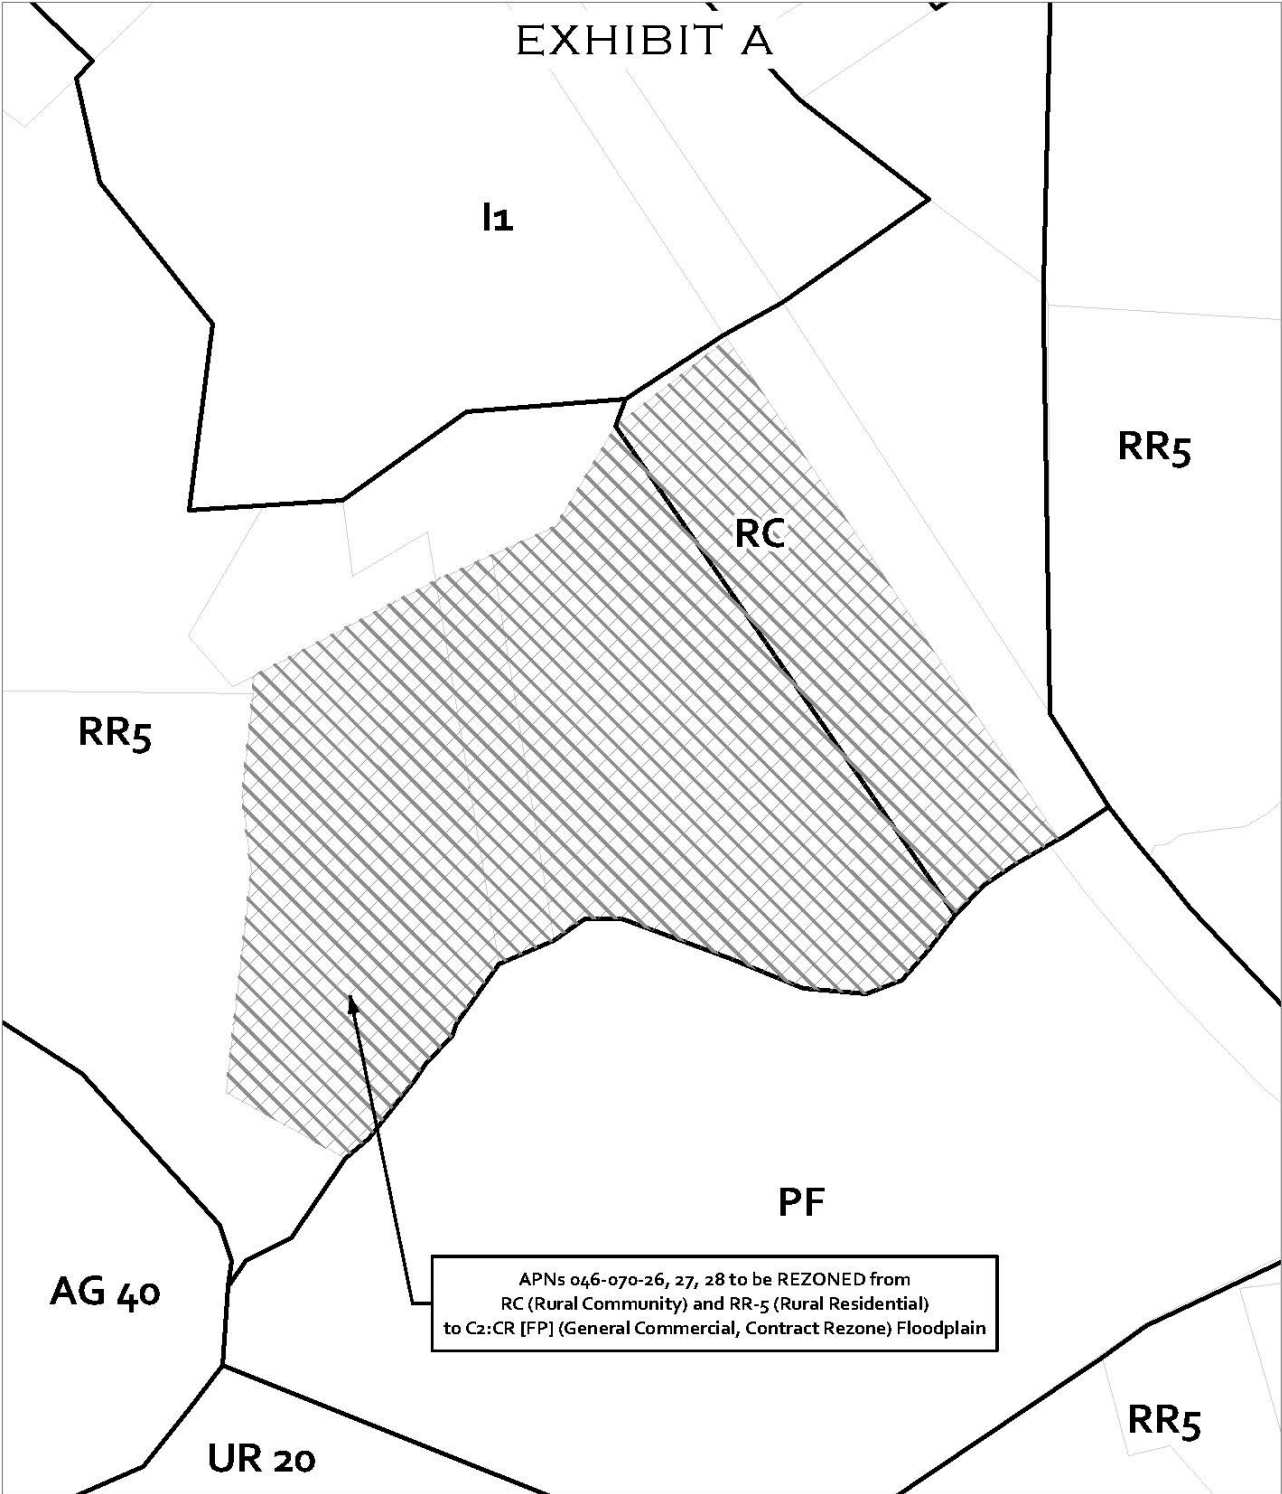 EXHIBIT A
I1
RR5
RC
RR5
PF
APNs 046-070-26, 27, 28 to be REZONED from
RC (Rural Community) and RR-5 (Rural Residential)
to C2:CR [FP] (General Commercial, Contract Rezone) Floodplain
AG 40
RR5
UR 20